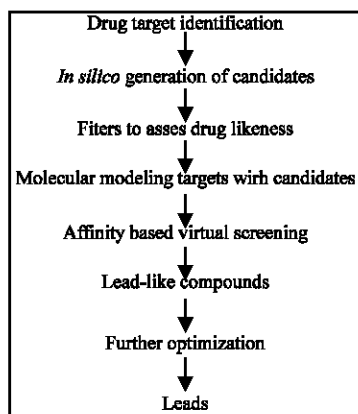 Drug target identification
In silico generation of candidates
Fiters to asses drug likeness
Molecular modeling targets wirh candidates
Affinity based virtual screening
Lead-like compounds
Further optimization
Leads